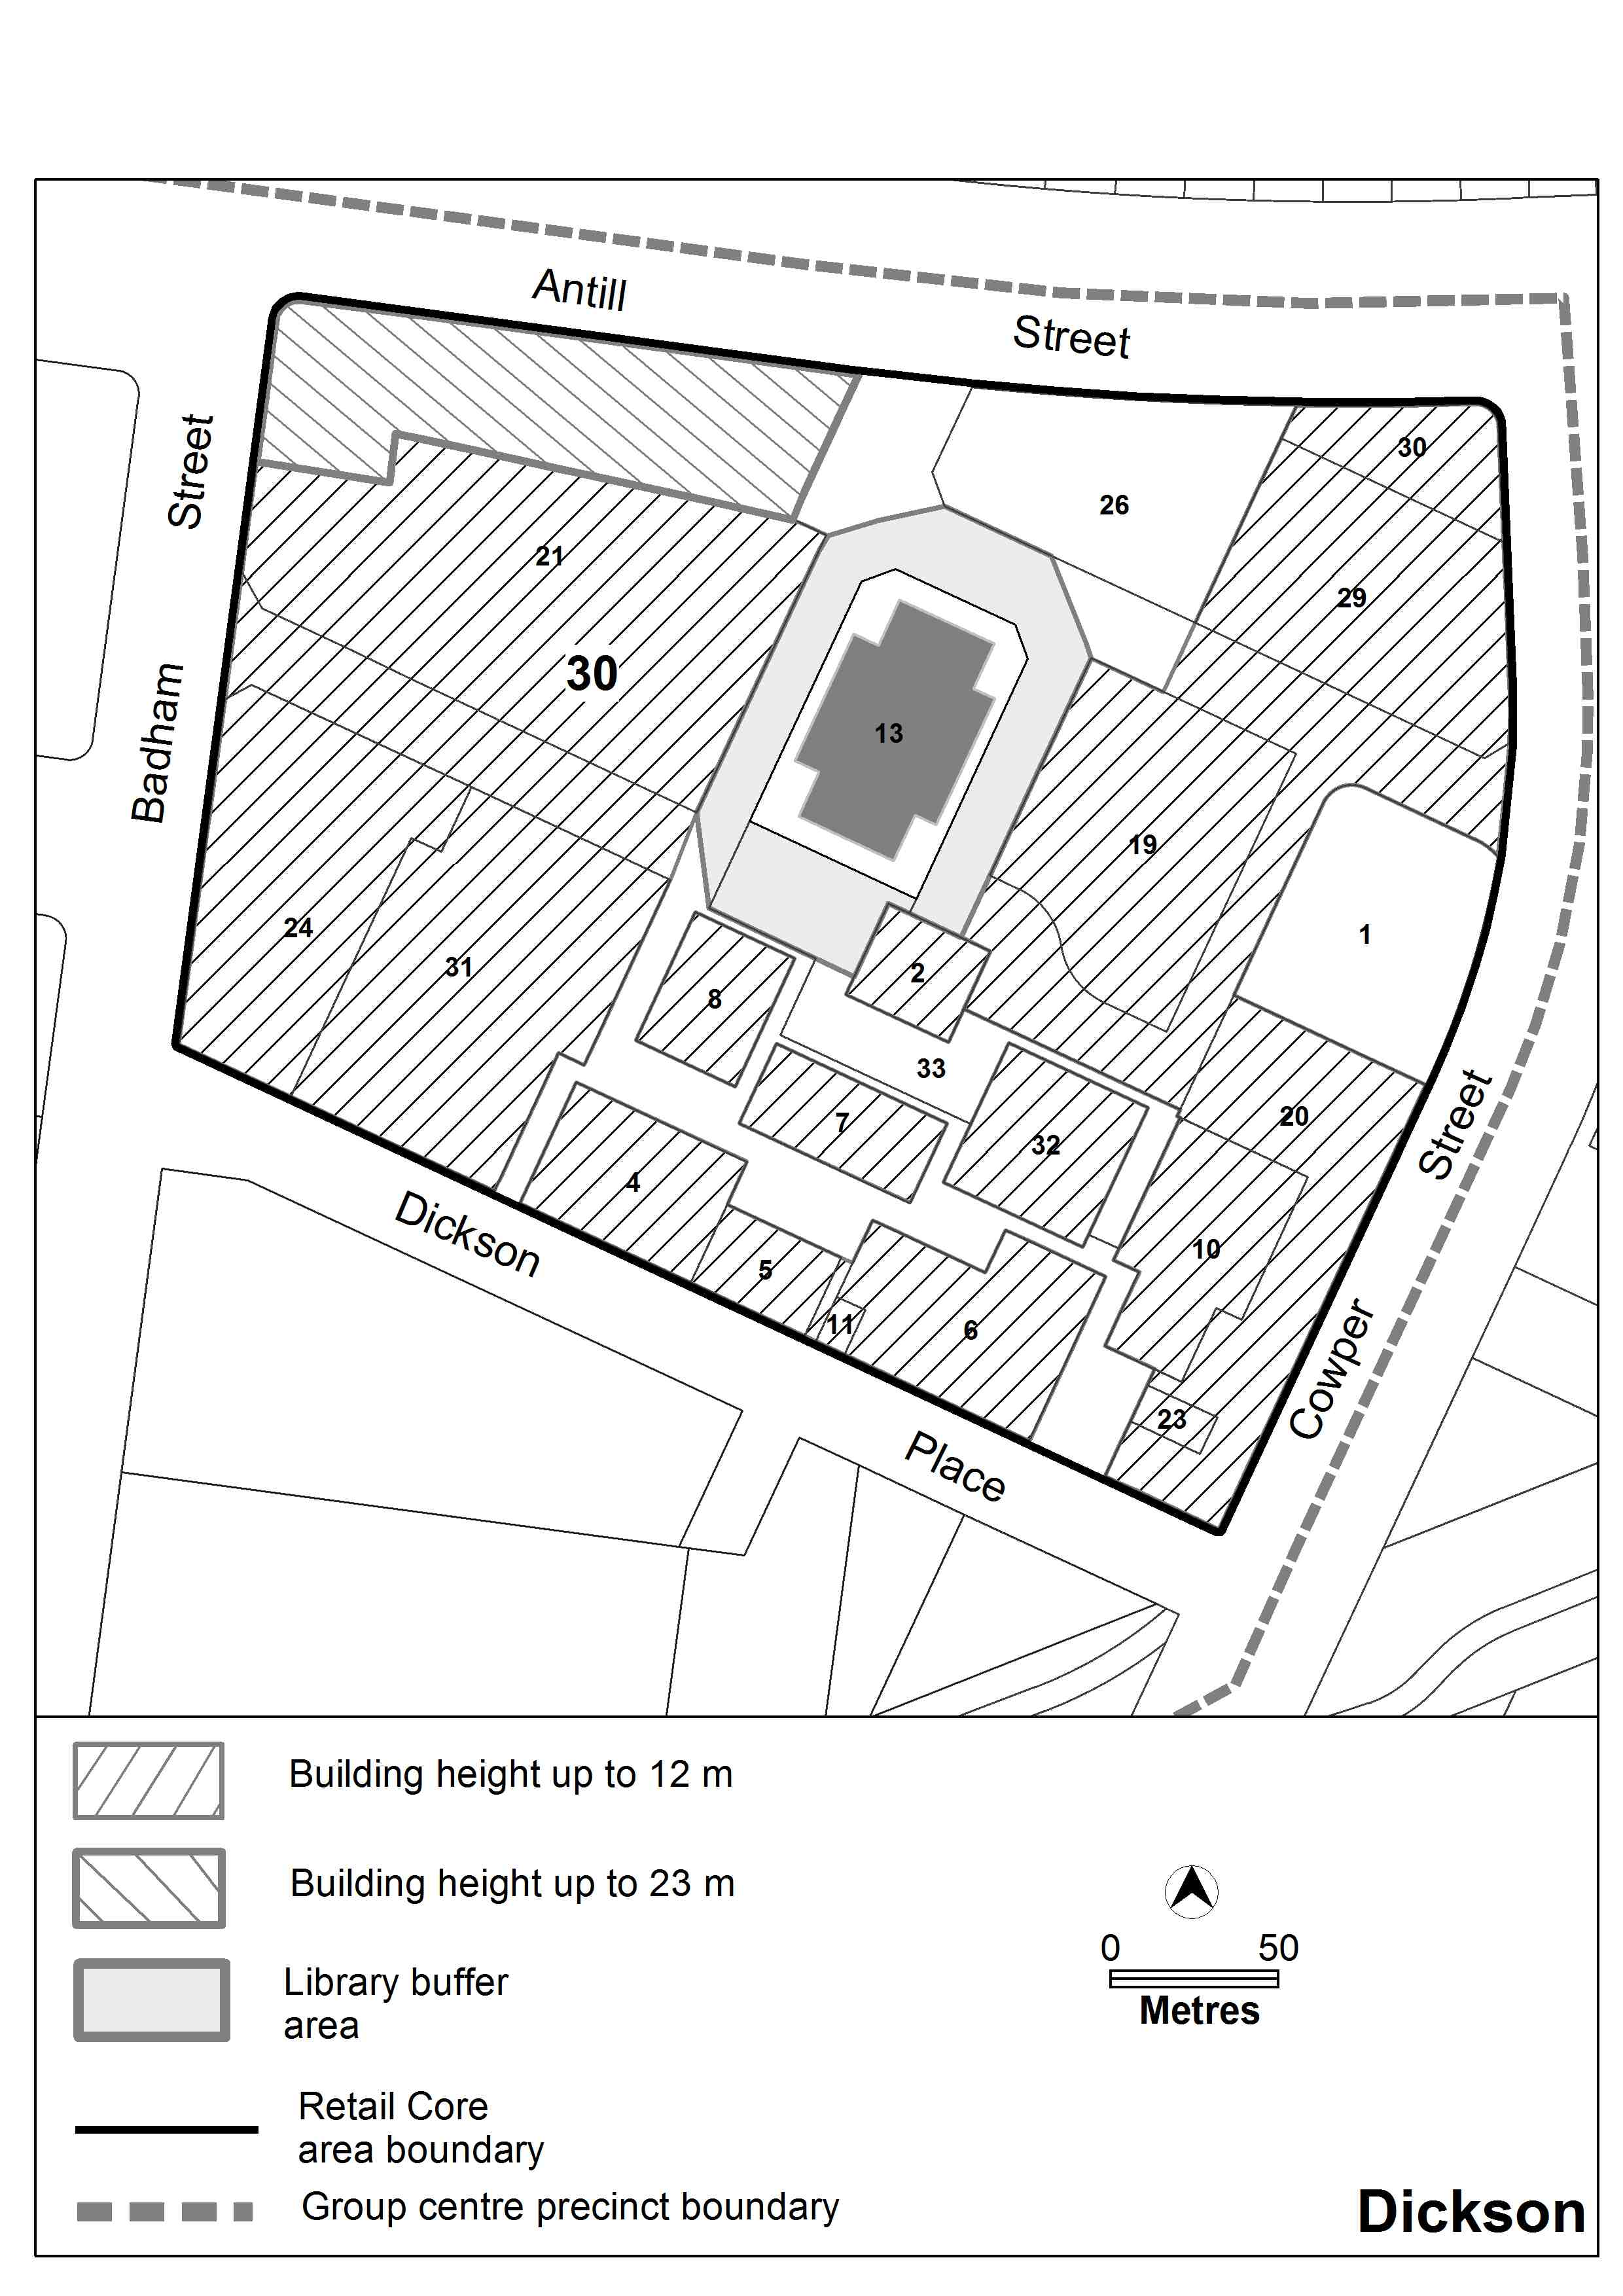 Antill
Street
30
Street
26
21
29
30
Badham
13
19
24
1
31
2
8
33
20
7
32
Street
4
Dickson
10
5
11
6
Cowper
23
Place
Building height up to 12 m
Building height up to 23 m
Library buffer
area
0 50
Metres
Retail Core
area boundary
Group centre precinct boundary
Dickson